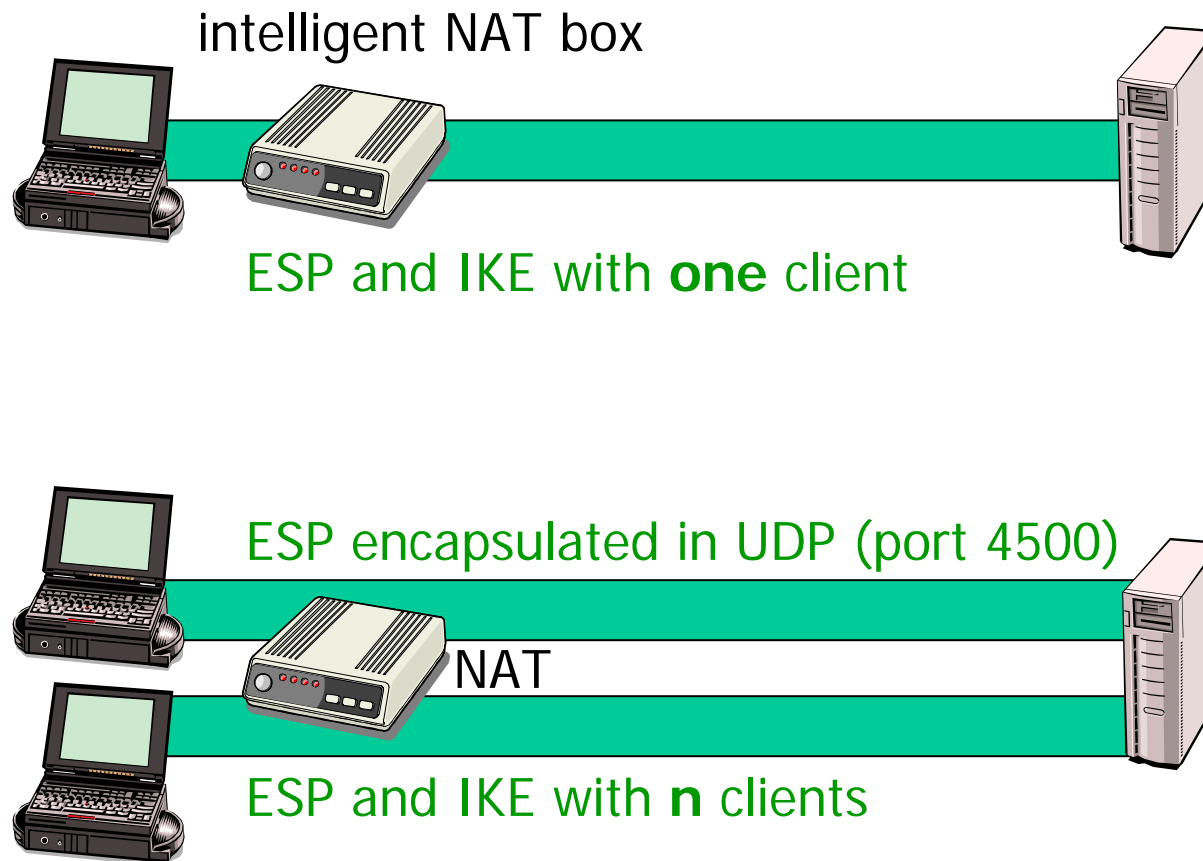 intelligent NAT box
ESP and IKE with one client
ESP encapsulated in UDP (port 4500)
NAT
ESP and IKE with n clients